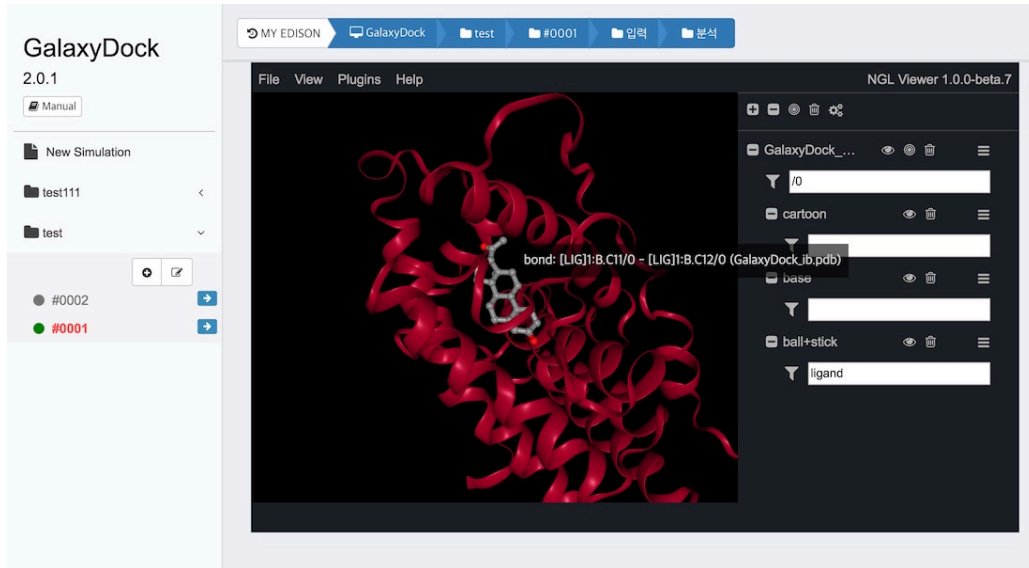 GalaxyDock
2.0.1
Manual
New Simulation
test111
test
#0002
#0001
MY EDISON GalaxyDock test #0001 입력 분석
File View Plugins Help NGL Viewer 1.0.0-beta.7
GalaxyDock_...
/0
cartoon
bond: [LIG]1:B.C11/0 - [LIG]1:B.C12/0 (GalaxyDock_ib.pdb)
base
ball+stick
ligand